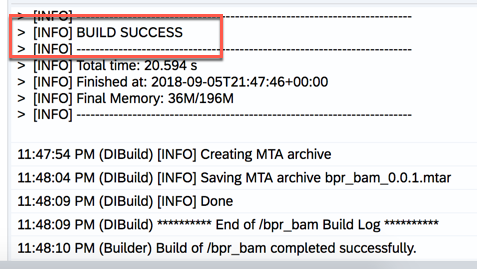 > [INFO] ------------------------------------------------------------------------
> [INFO] BUILD SUCCESS
> [INFO] ------------------------------------------------------------------------
> [INFO] Total time: 20.594 s
> [INFO] Finished at: 2018-09-05T21:47:46+00:00
> [INFO] Final Memory: 36M/196M
> [INFO] ------------------------------------------------------------------------
11:47:54 PM (DIBuild) [INFO] Creating MTA archive
11:48:04 PM (DIBuild) [INFO] Saving MTA archive bpr_bam_0.0.1.mtar
11:48:09 PM (DIBuild) [INFO] Done
11:48:09 PM (DIBuild) ********** End of /bpr_bam Build Log **********
11:48:10 PM (Builder) Build of /bpr_bam completed successfully.